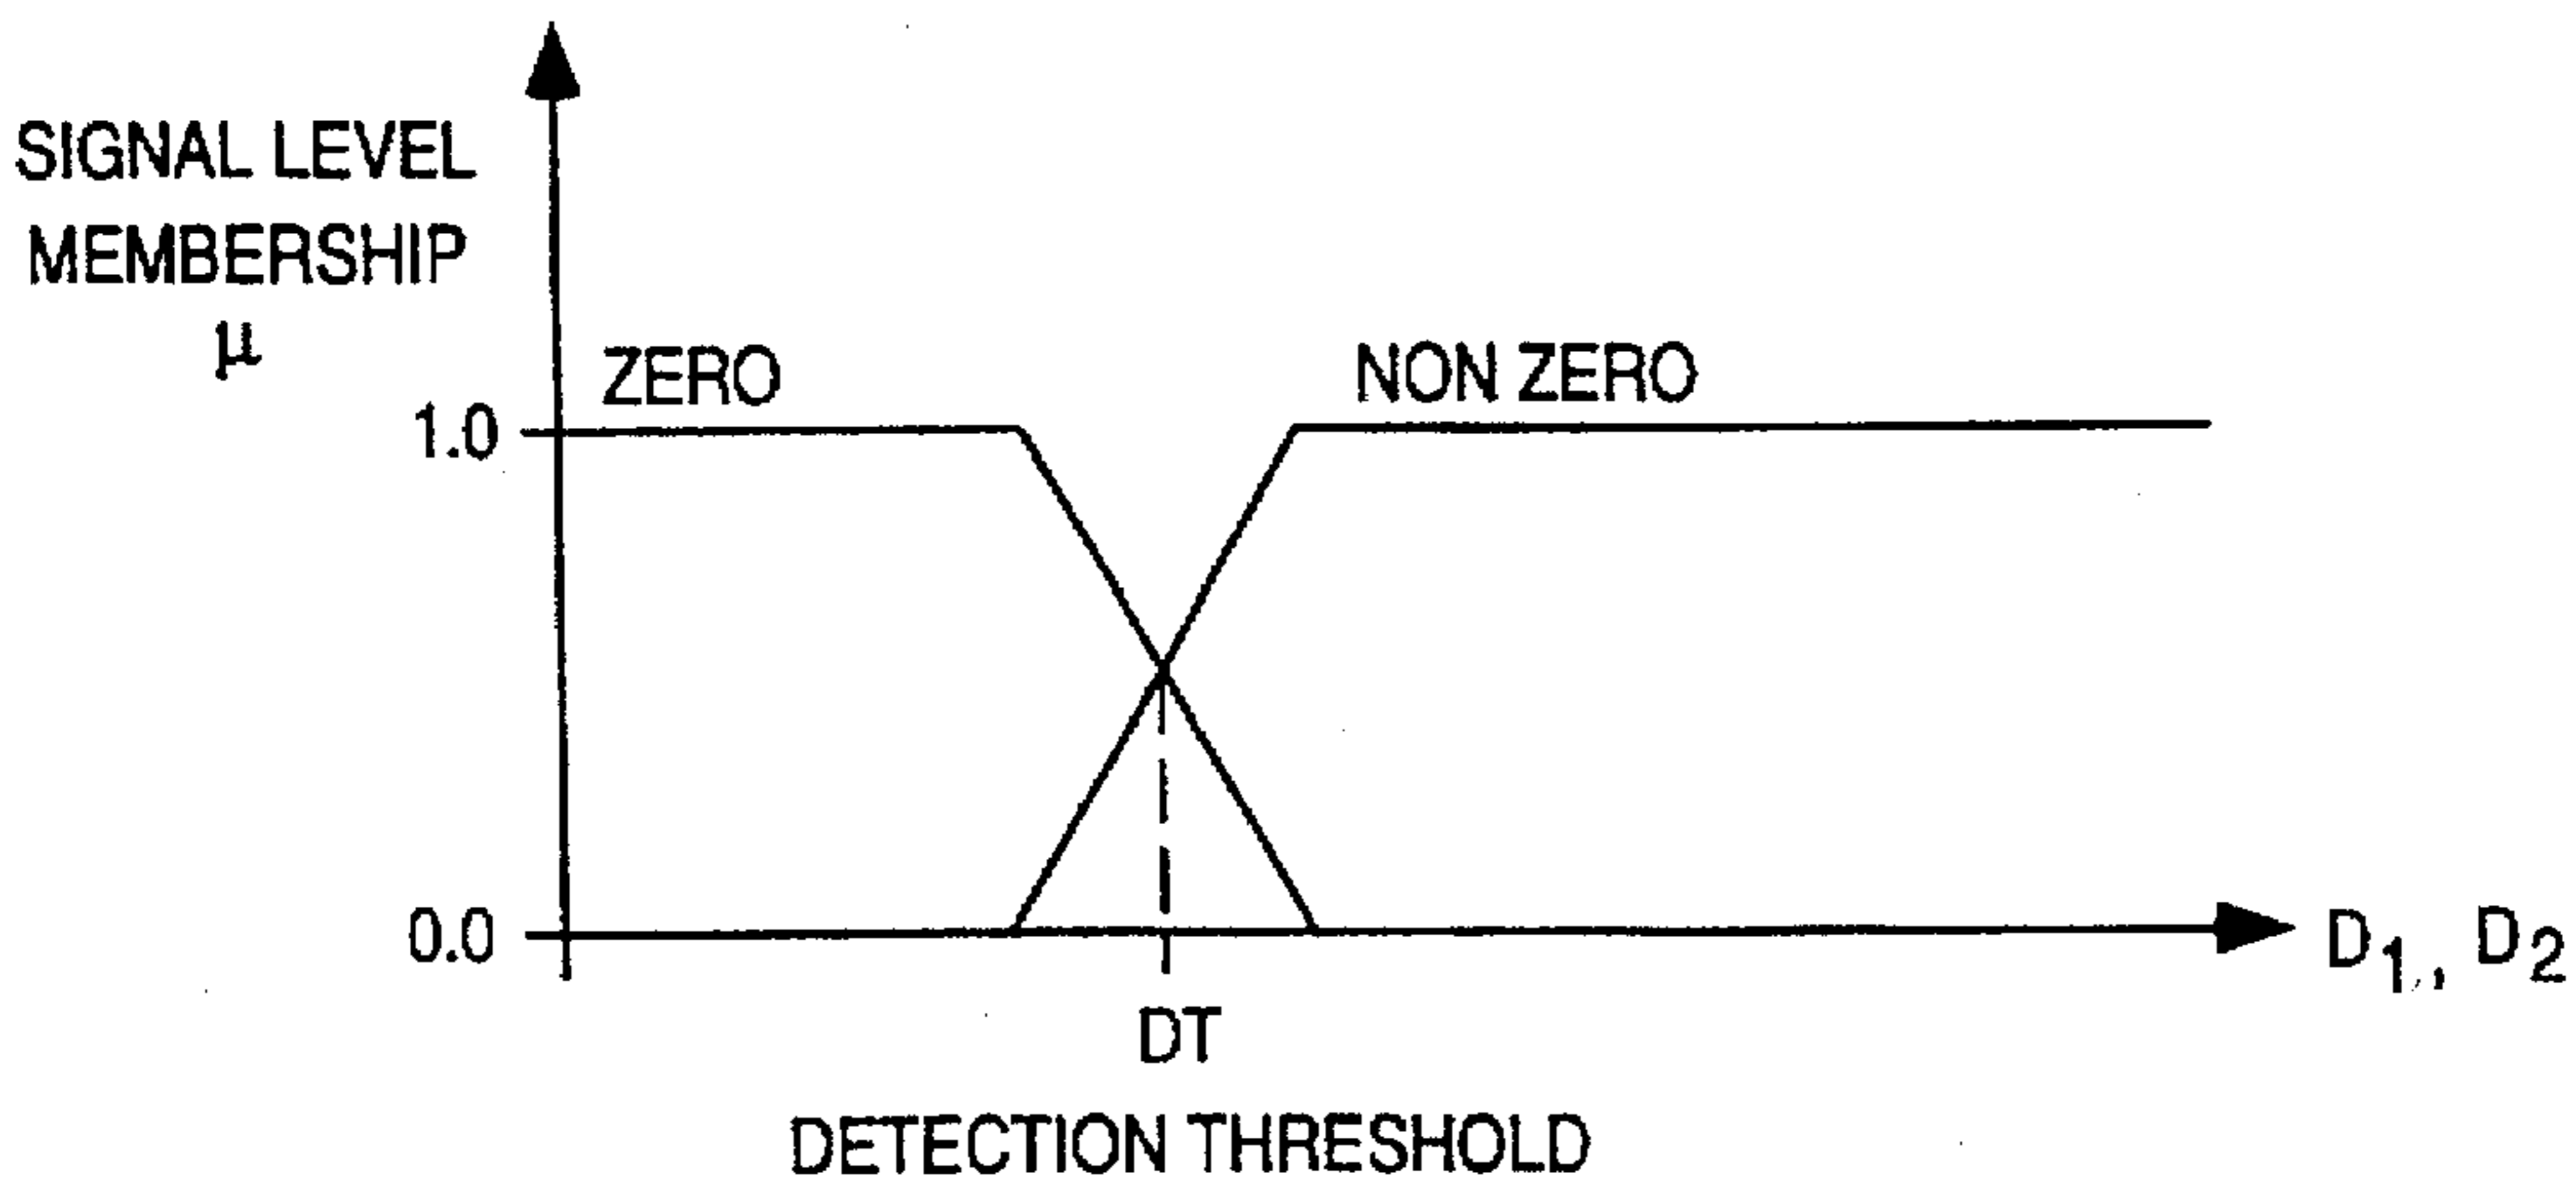 SIGNAL LEVEL
MEMBERSHIP
µ
ZERO
NON ZERO
1.0
0.0
D1, D2
DT
DETECTION THRESHOLD